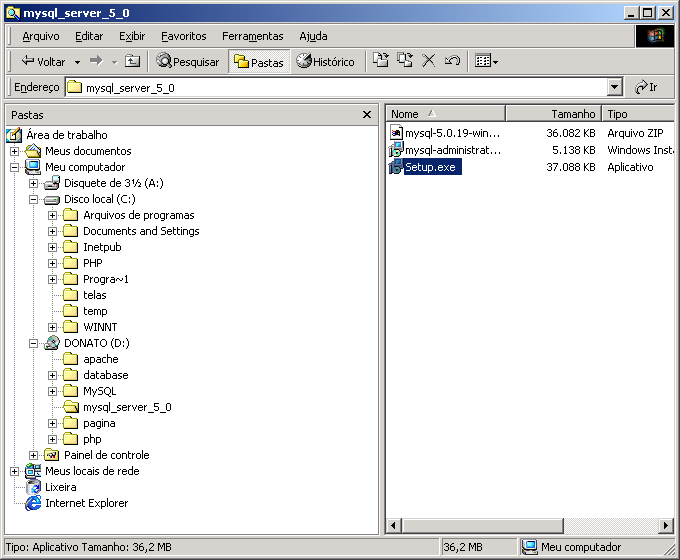 mysql_server_5_0
Arquivo Editar Exibir Favoritos Ferramentas Ajuda
Voltar Pesquisar Pastas Histórico
Endereço mysql_server_5_0 Ir
Pastas
Área de trabalho
Meus documentos
Meu computador
Disquete de 3½ (A:)
Disco local (C:)
Arquivos de programas
Documents and Settings
Inetpub
PHP
Progra~1
telas
temp
WINNT
DONATO (D:)
apache
database
MySQL
mysql_server_5_0
pagina
php
Painel de controle
Meus locais de rede
Lixeira
Internet Explorer
Nome Tamanho Tipo
mysql-5.0.19-win... 36.082 KB Arquivo ZIP
mysql-administrat... 5.138 KB Windows Inst
Setup.exe 37.088 KB Aplicativo
Tipo: Aplicativo Tamanho: 36,2 MB 36,2 MB Meu computador